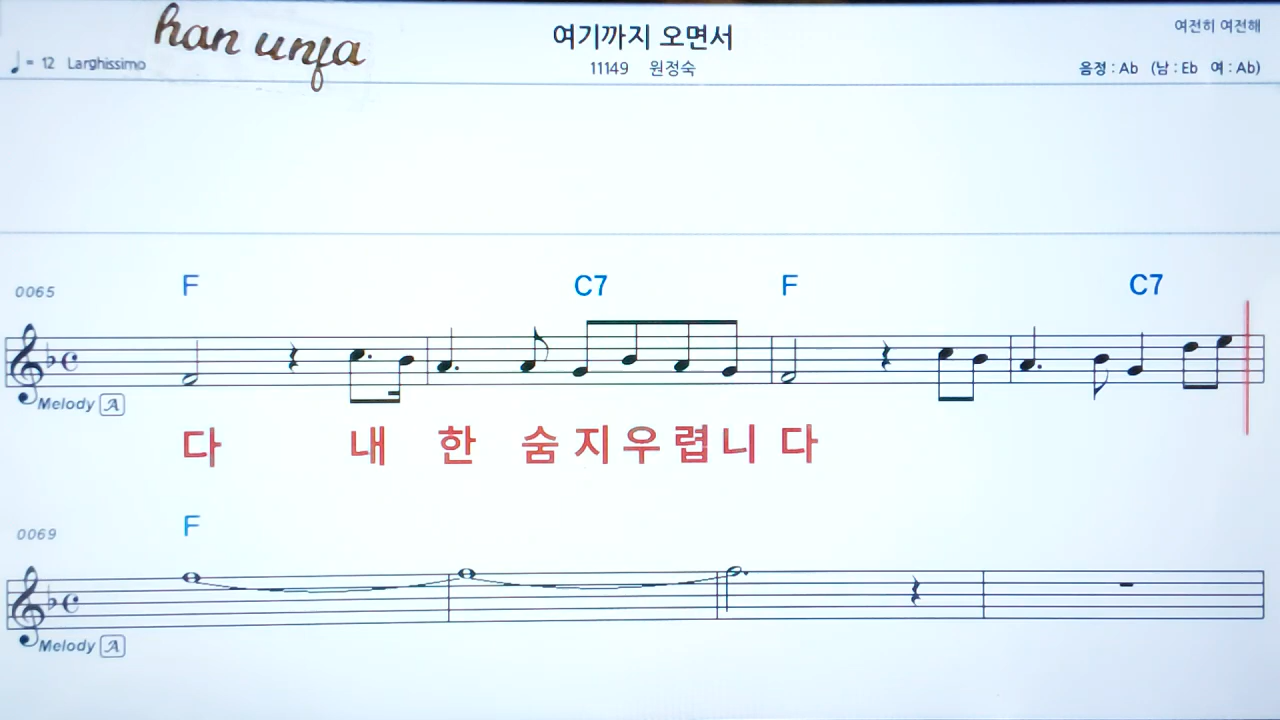 han unfa
여기까지 오면서
여전히 여전해
♩= 12 Larghissimo
11149 원정숙
음정 : Ab (남 : Eb 여 : Ab)
0065 F C7 F C7
Melody A
다 내 한 숨 지 우 렵 니 다
0069 F
Melody A